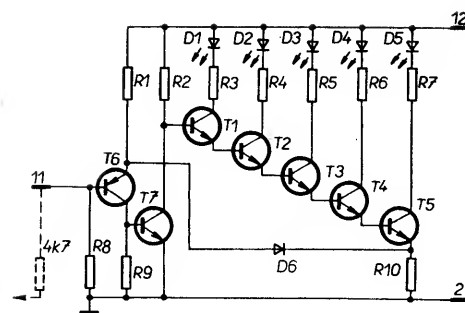 D1 D2 D3 D4 D5 12
R1 R2 R3 R4 R5 R6 R7
T1
T2
T6 T3
11 T4
T7 T5
4k7 R8 R9 D6 R10
2